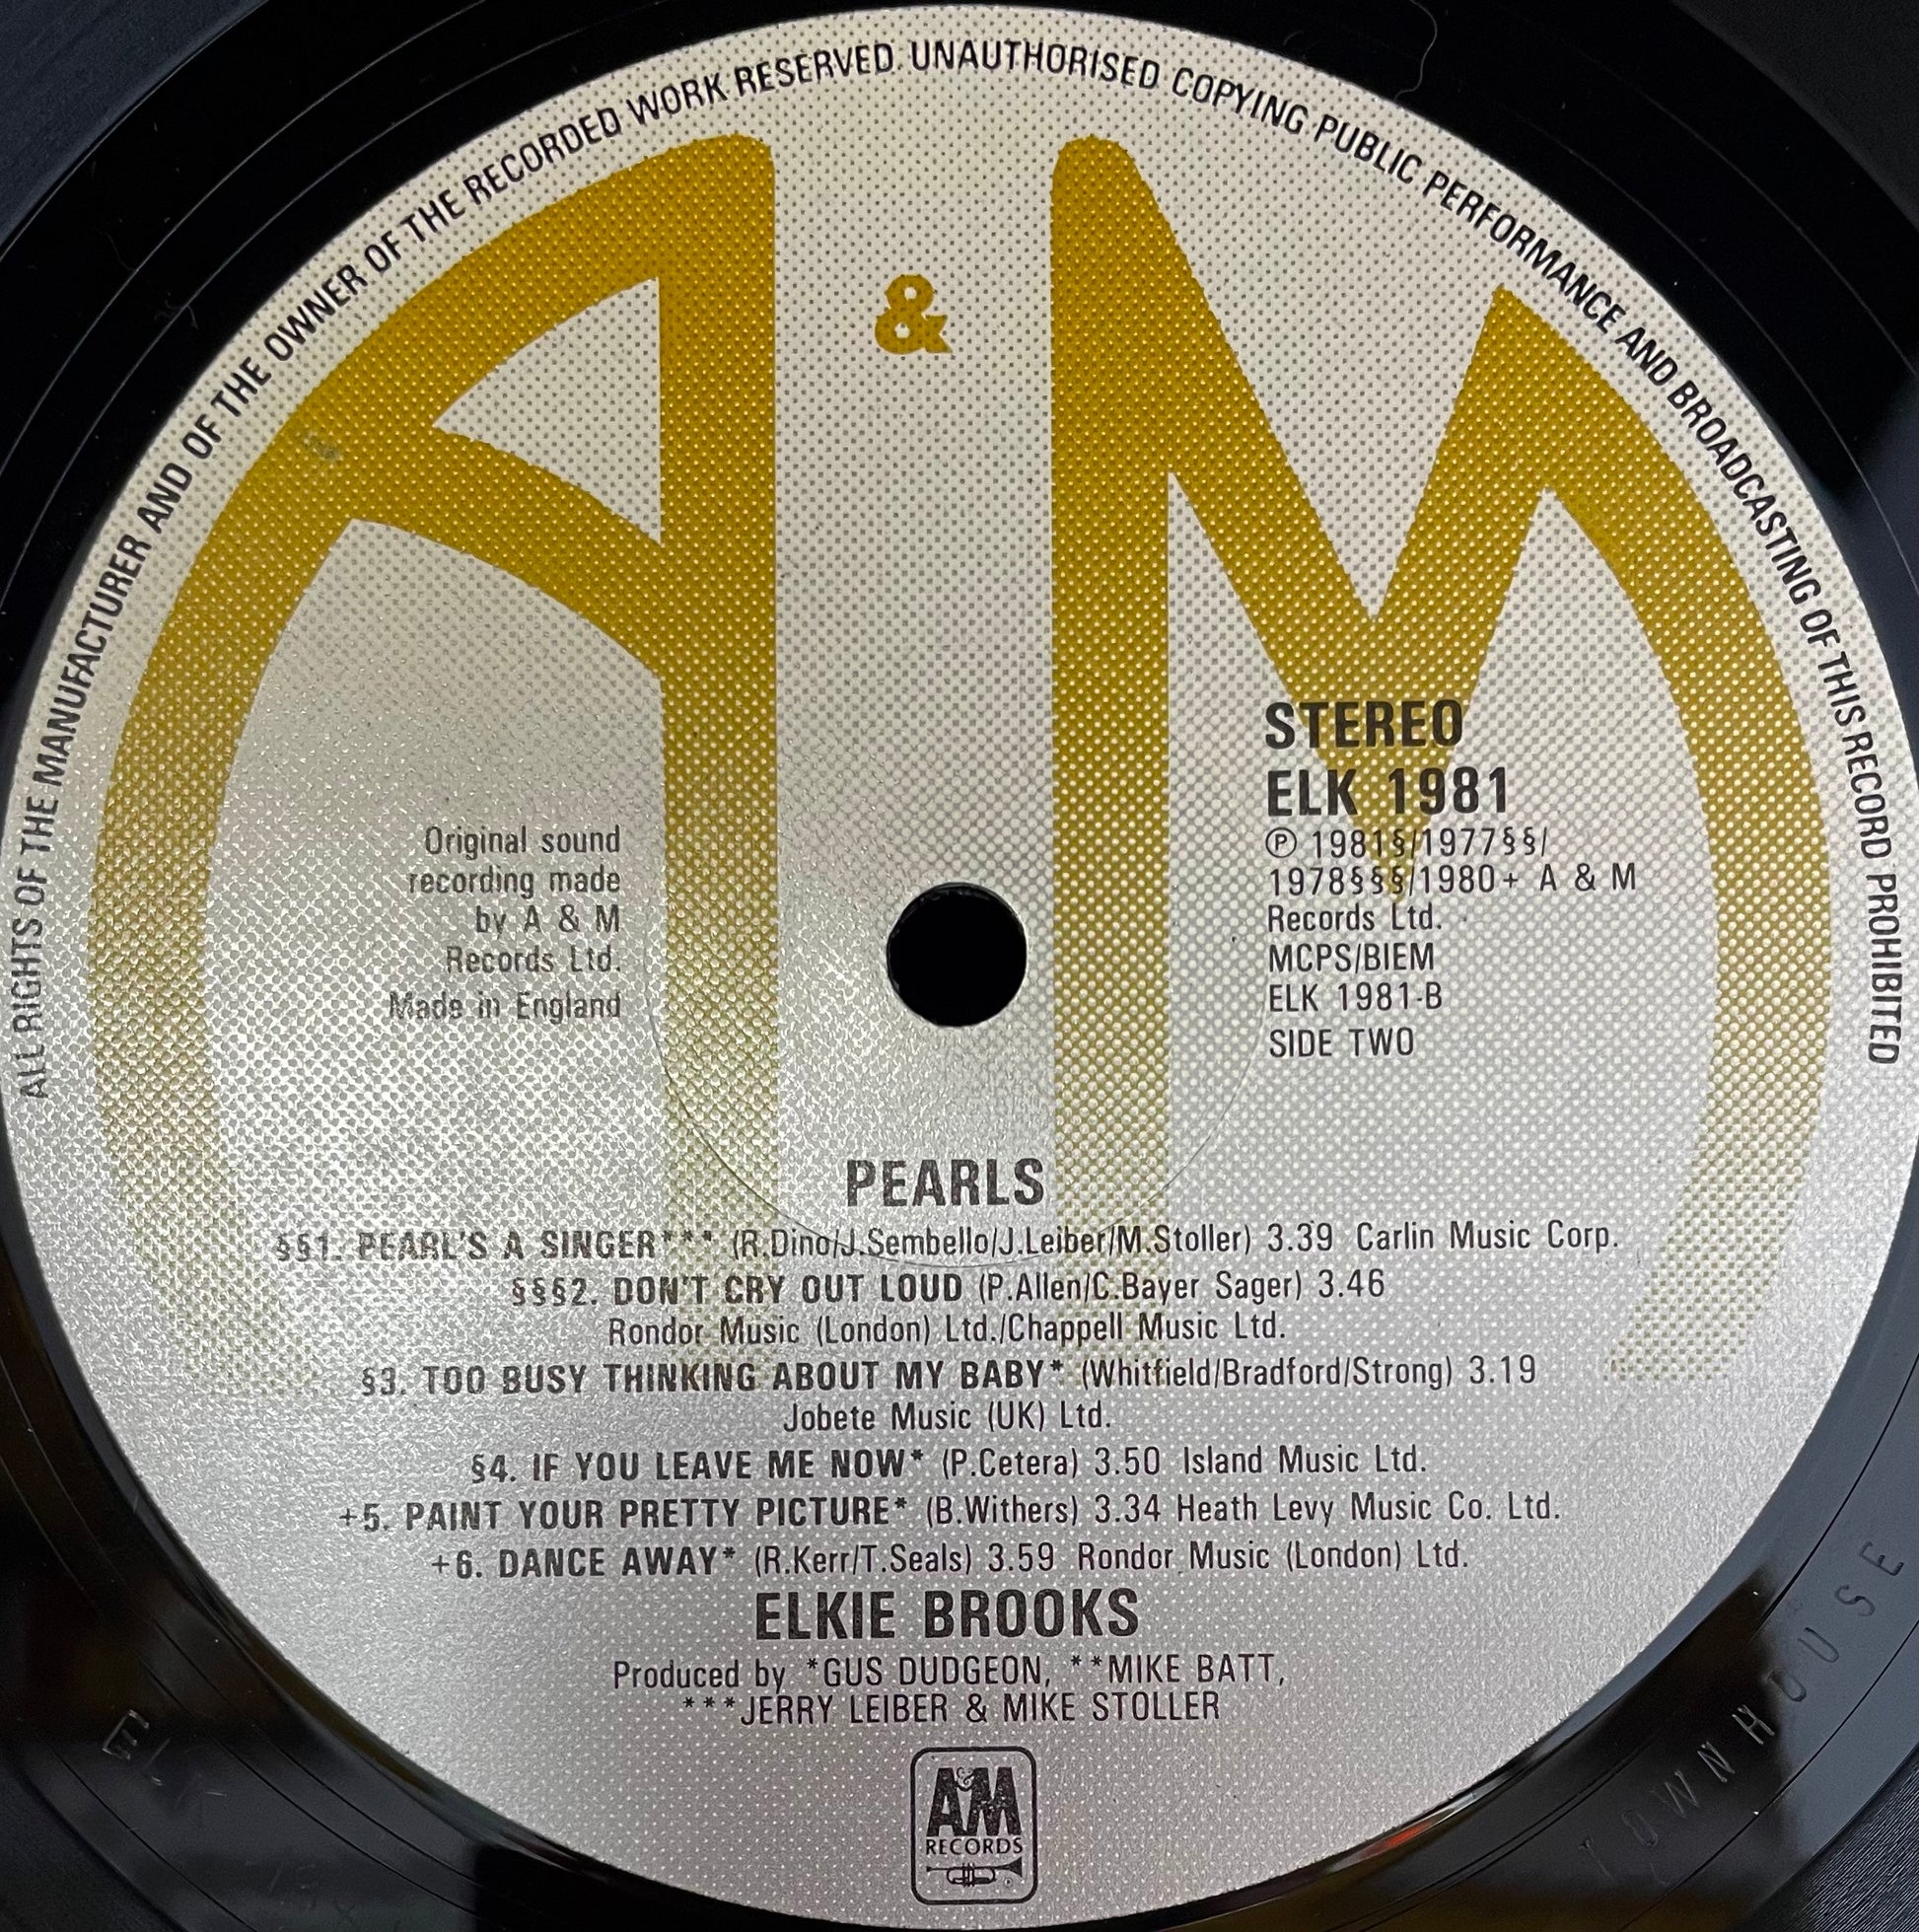 ALL RIGHTS OF THE MANUFACTURER AND OF THE OWNER OF THE RECORDED WORK RESERVED. UNAUTHORISED COPYING PUBLIC PERFORMANCE AND BROADCASTING OF THIS RECORD PROHIBITED
A & M
STEREO
ELK 1981
Ⓟ 1981§/1977§§/
1978§§§/1980+ A & M
Records Ltd.
MCPS/BIEM
ELK 1981-B
SIDE TWO
Original sound
recording made
by A & M
Records Ltd.
Made in England
PEARLS
§§1. PEARL'S A SINGER*** (R.Dino/J.Sembello/J.Leiber/M.Stoller) 3.39 Carlin Music Corp.
§§§2. DON'T CRY OUT LOUD (P.Allen/C.Bayer Sager) 3.46
Rondor Music (London) Ltd./Chappell Music Ltd.
§3. TOO BUSY THINKING ABOUT MY BABY* (Whitfield/Bradford/Strong) 3.19
Jobete Music (UK) Ltd.
§4. IF YOU LEAVE ME NOW* (P.Cetera) 3.50 Island Music Ltd.
+5. PAINT YOUR PRETTY PICTURE* (B.Withers) 3.34 Heath Levy Music Co. Ltd.
+6. DANCE AWAY* (R.Kerr/T.Seals) 3.59 Rondor Music (London) Ltd.
ELKIE BROOKS
Produced by *GUS DUDGEON, **MIKE BATT,
***JERRY LEIBER & MIKE STOLLER
A&M
RECORDS
TOWNHOUSE